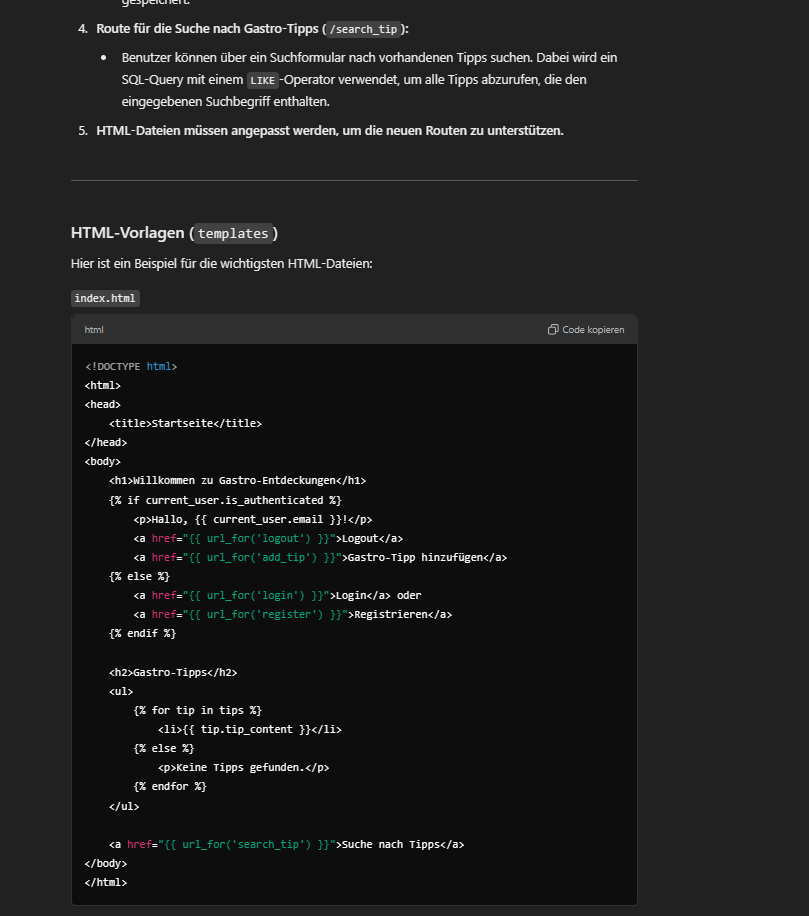 gespeichert.
4. Route für die Suche nach Gastro-Tipps (/search_tip):
• Benutzer können über ein Suchformular nach vorhandenen Tipps suchen. Dabei wird ein
SQL-Query mit einem LIKE-Operator verwendet, um alle Tipps abzurufen, die den
eingegebenen Suchbegriff enthalten.
5. HTML-Dateien müssen angepasst werden, um die neuen Routen zu unterstützen.
HTML-Vorlagen (templates)
Hier ist ein Beispiel für die wichtigsten HTML-Dateien:
index.html
html Code kopieren
<!DOCTYPE html>
<html>
<head>
    <title>Startseite</title>
</head>
<body>
    <h1>Willkommen zu Gastro-Entdeckungen</h1>
    {% if current_user.is_authenticated %}
        <p>Hallo, {{ current_user.email }}!</p>
        <a href="{{ url_for('logout') }}">Logout</a>
        <a href="{{ url_for('add_tip') }}">Gastro-Tipp hinzufügen</a>
    {% else %}
        <a href="{{ url_for('login') }}">Login</a> oder
        <a href="{{ url_for('register') }}">Registrieren</a>
    {% endif %}
    <h2>Gastro-Tipps</h2>
    <ul>
        {% for tip in tips %}
            <li>{{ tip.tip_content }}</li>
        {% else %}
            <p>Keine Tipps gefunden.</p>
        {% endfor %}
    </ul>
    <a href="{{ url_for('search_tip') }}">Suche nach Tipps</a>
</body>
</html>